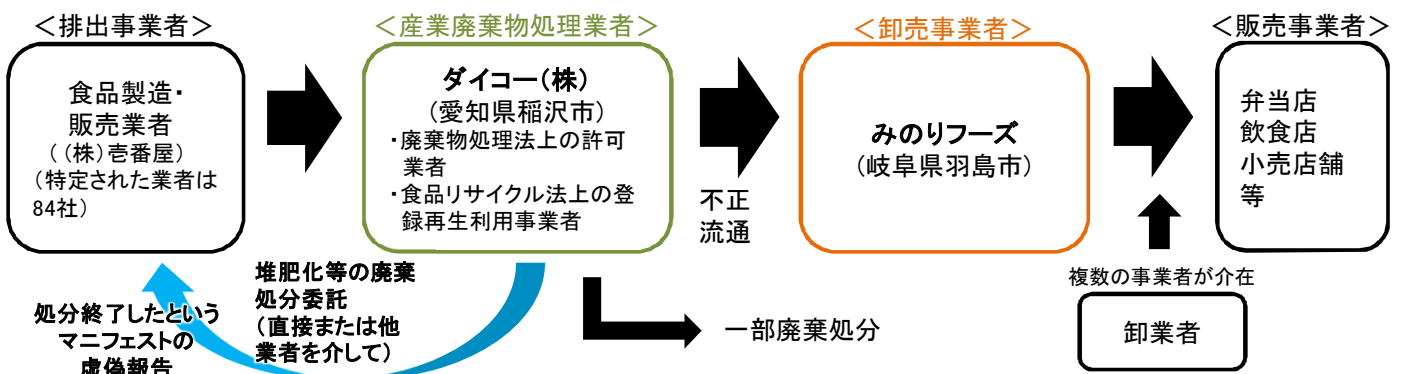 <排出事業者>
食品製造・
販売業者
((株)壱番屋)
(特定された業者は
84社)
<産業廃棄物処理業者>
ダイコー(株)
(愛知県稲沢市)
・廃棄物処理法上の許可
業者
・食品リサイクル法上の登
録再生利用事業者
不正
流通
<卸売事業者>
みのりフーズ
(岐阜県羽島市)
<販売事業者>
弁当店
飲食店
小売店舗
等
複数の事業者が介在
卸業者
堆肥化等の廃棄
処分委託
(直接または他
業者を介して)
処分終了したという
マニフェストの
虚偽報告
一部廃棄処分